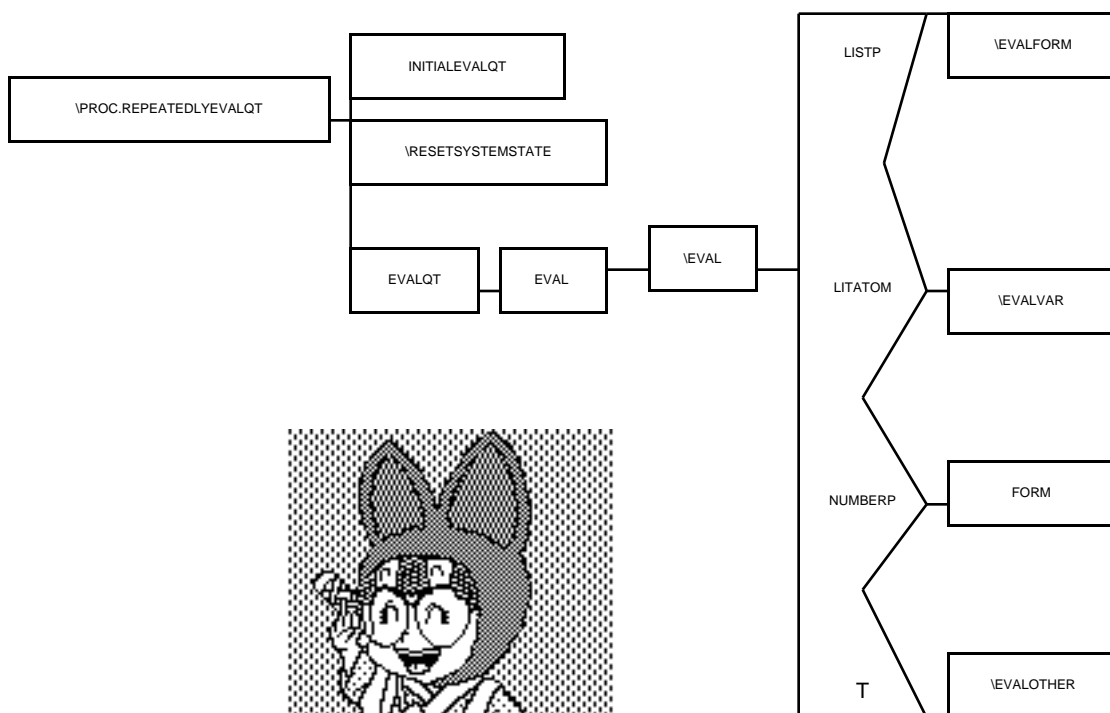 \PROC.REPEATEDLYEVALQT
INITIALEVALQT
\RESETSYSTEMSTATE
EVALQT
EVAL
\EVAL
LISTP
\EVALFORM
LITATOM
\EVALVAR
NUMBERP
FORM
T
\EVALOTHER